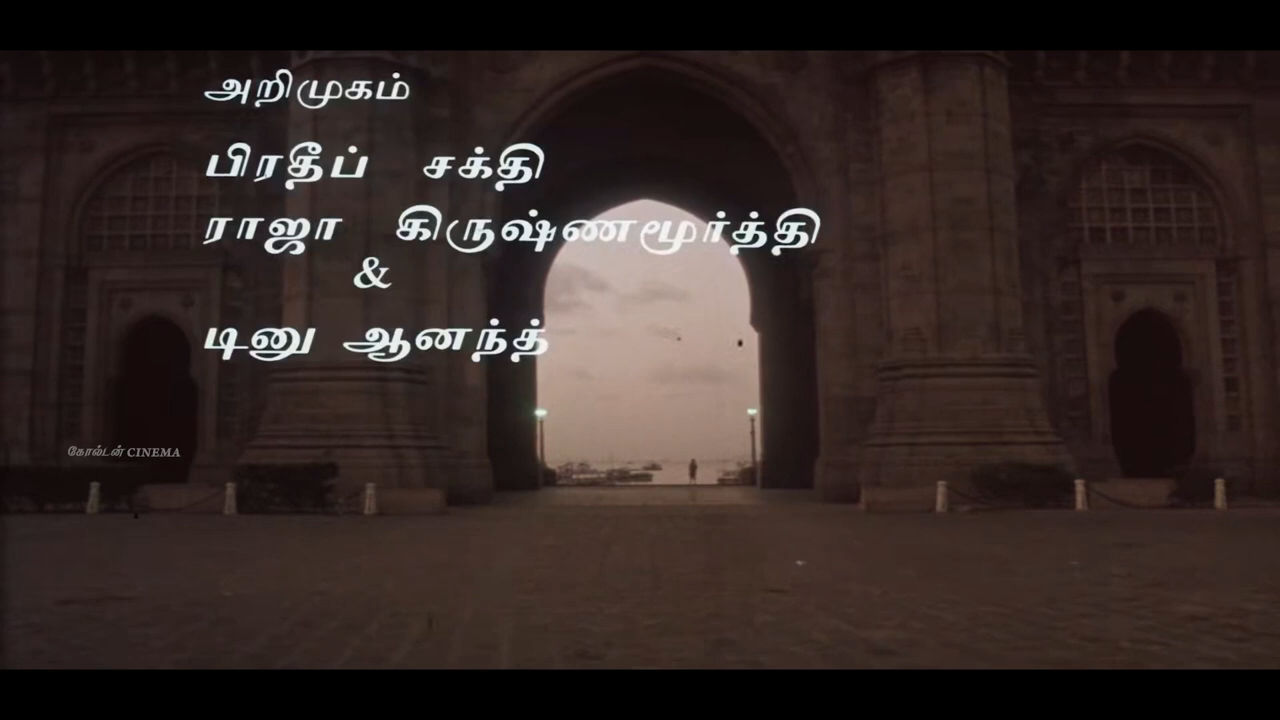 அறிமுகம்
பிரதீப் சக்தி
ராஜா கிருஷ்ணமூர்த்தி
&
டினு ஆனந்த்
கோல்டன் CINEMA